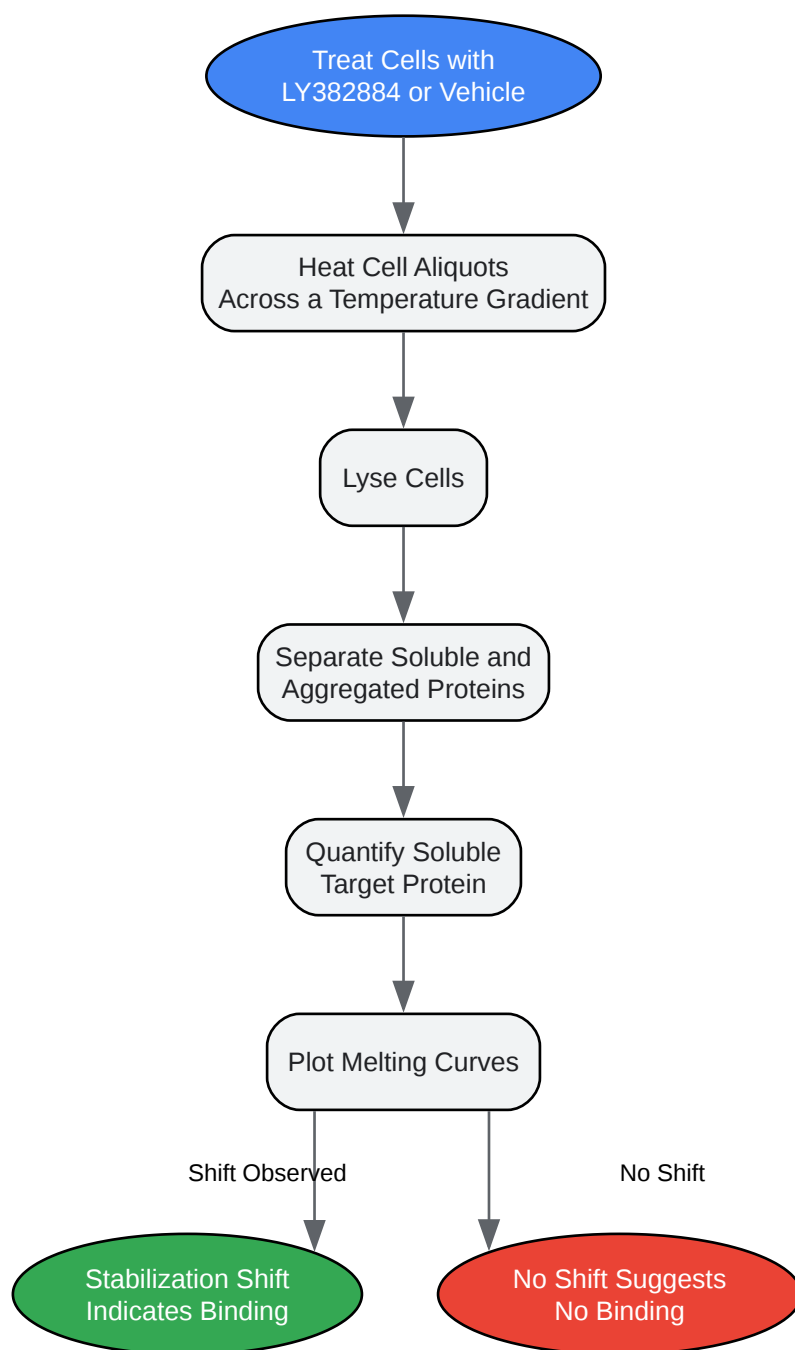 Treat Cells with
LY382884 or Vehicle
Heat Cell Aliquots
Across a Temperature Gradient
Lyse Cells
Separate Soluble and
Aggregated Proteins
Quantify Soluble
Target Protein
Plot Melting Curves
Shift Observed
No Shift
Stabilization Shift
Indicates Binding
No Shift Suggests
No Binding